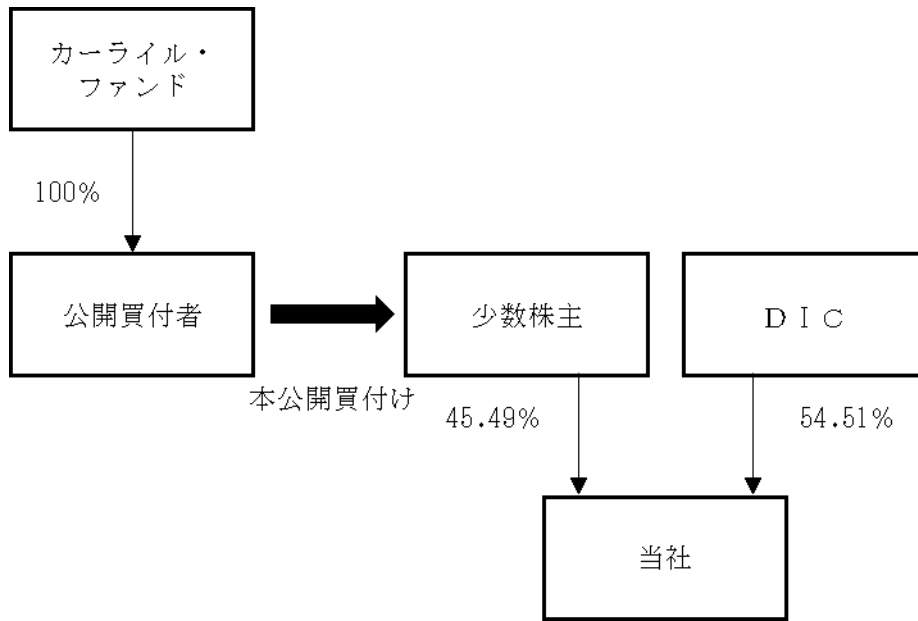 カーライル・
ファンド
100%
公開買付者
少数株主
ＤＩＣ
本公開買付け
45.49%
54.51%
当社